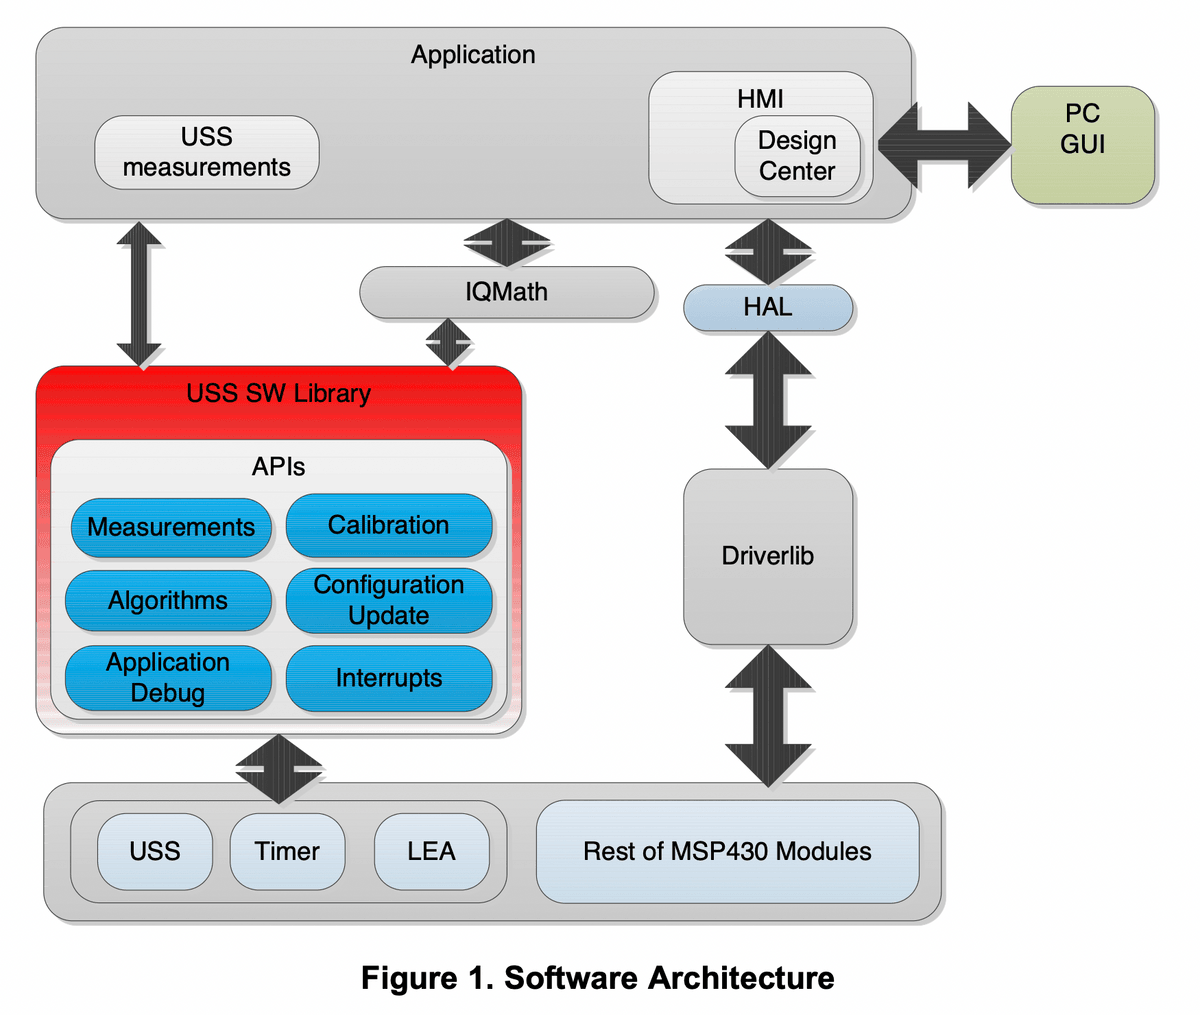 Application
HMI
PC
GUI
USS
measurements
Design
Center
IQMath
HAL
USS SW Library
APIs
Measurements
Calibration
Algorithms
Configuration
Update
Application
Debug
Interrupts
Driverlib
USS
Timer
LEA
Rest of MSP430 Modules
Figure 1. Software Architecture